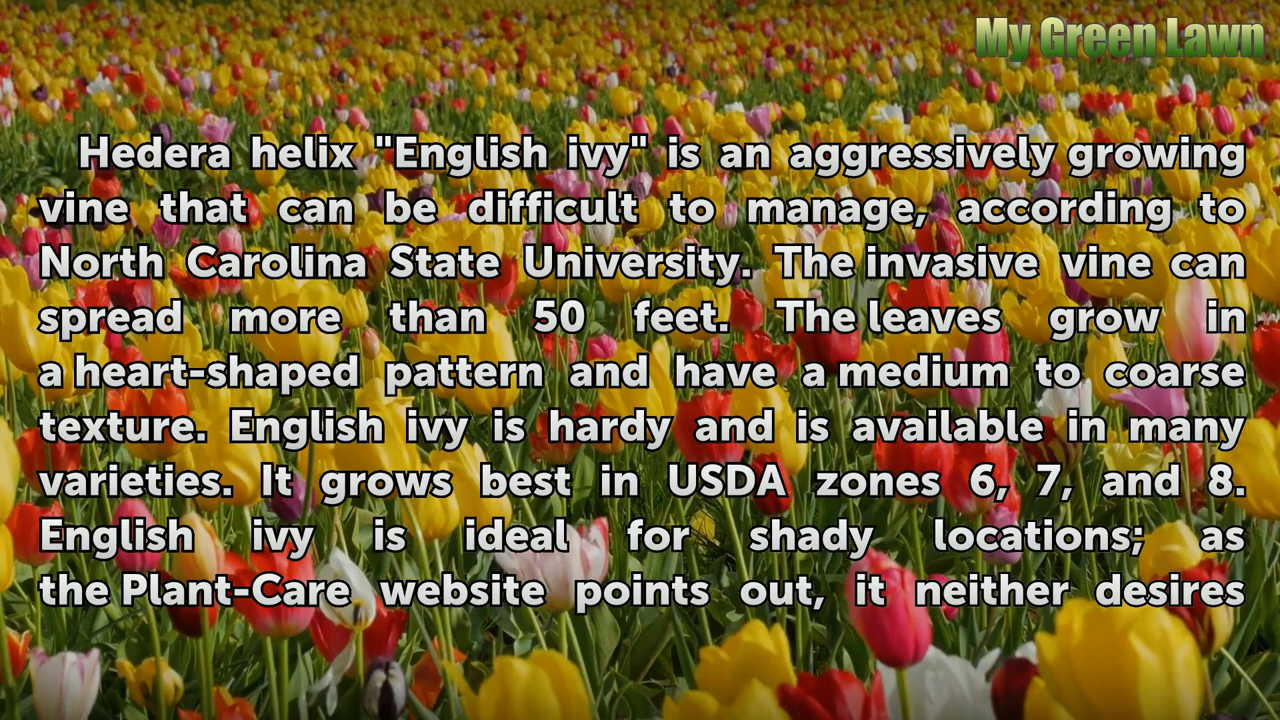 My Green Lawn
Hedera helix "English ivy" is an aggressively growing
vine that can be difficult to manage, according to
North Carolina State University. The invasive vine can
spread more than 50 feet. The leaves grow in
a heart-shaped pattern and have a medium to coarse
texture. English ivy is hardy and is available in many
varieties. It grows best in USDA zones 6, 7, and 8.
English ivy is ideal for shady locations; as
the Plant-Care website points out, it neither desires